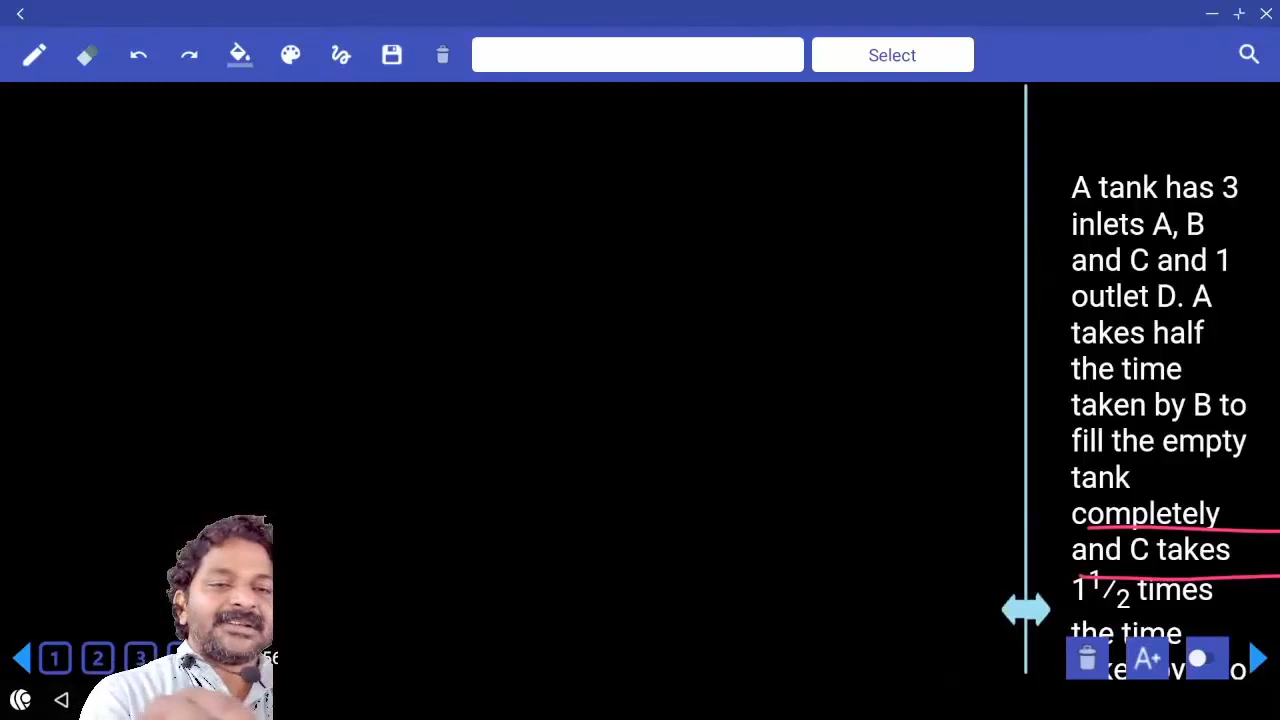 Select
A tank has 3
inlets A, B
and C and 1
outlet D. A
takes half
the time
taken by B to
fill the empty
tank
completely
and C takes
1 1/2 times
the time
1
2
3
56
A+